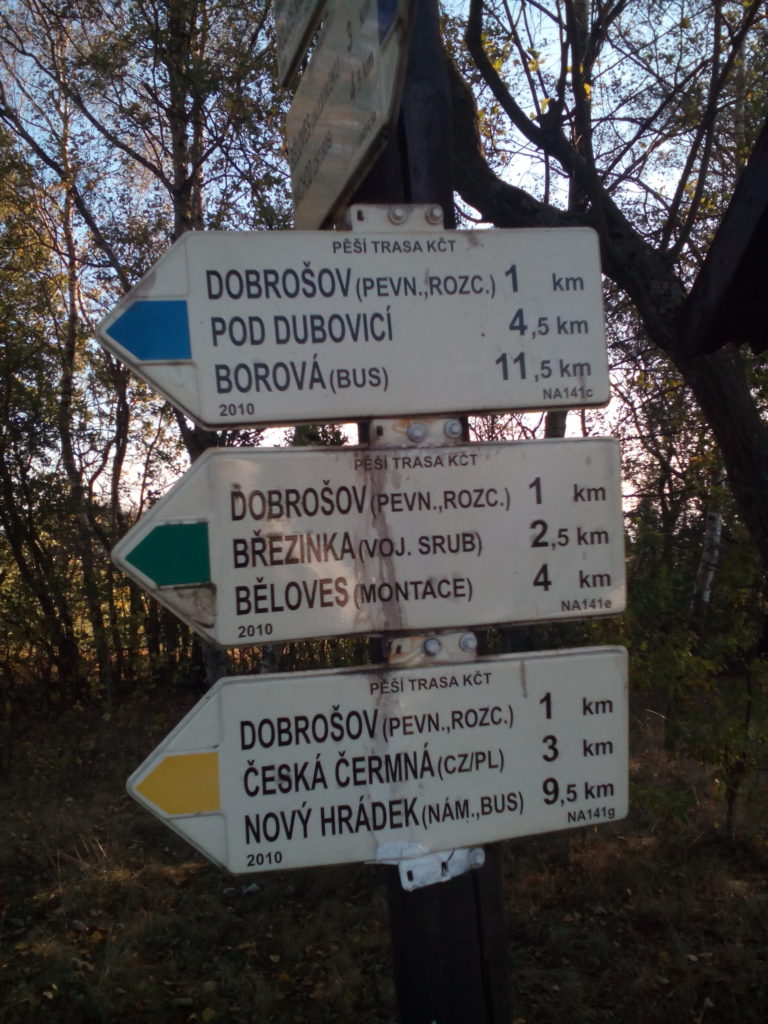 PĚŠÍ TRASA KČT
DOBROŠOV (PEVN.,ROZC.) 1 km
POD DUBOVICÍ 4,5 km
BOROVÁ (BUS) 11,5 km
2010 NA141c
PĚŠÍ TRASA KČT
DOBROŠOV (PEVN.,ROZC.) 1 km
BŘEZINKA (VOJ. SRUB) 2,5 km
BĚLOVES (MONTACE) 4 km
2010 NA141e
PĚŠÍ TRASA KČT
DOBROŠOV (PEVN.,ROZC.) 1 km
ČESKÁ ČERMNÁ (CZ/PL) 3 km
NOVÝ HRÁDEK (NÁM.,BUS) 9,5 km
2010 NA141g